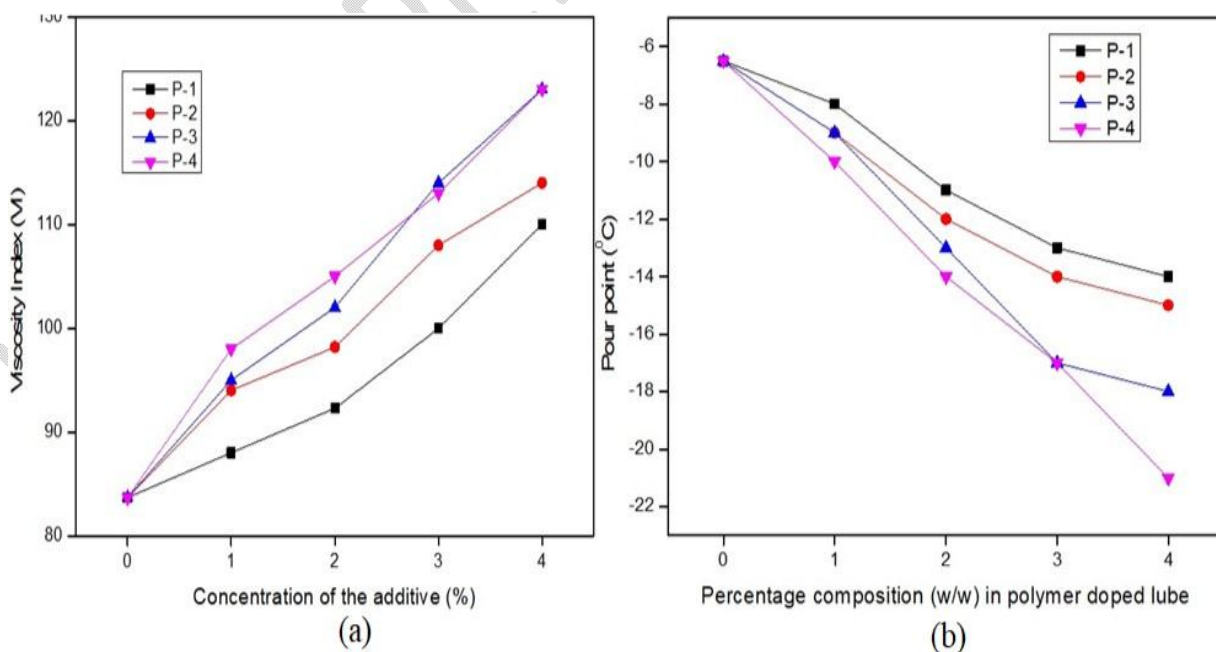 130
120
110
100
90
80
Viscosity Index (VI)
P-1
P-2
P-3
P-4
0 1 2 3 4
Concentration of the additive (%)
(a)
-6
-8
-10
-12
-14
-16
-18
-20
-22
Pour point (°C)
P-1
P-2
P-3
P-4
0 1 2 3 4
Percentage composition (w/w) in polymer doped lube
(b)